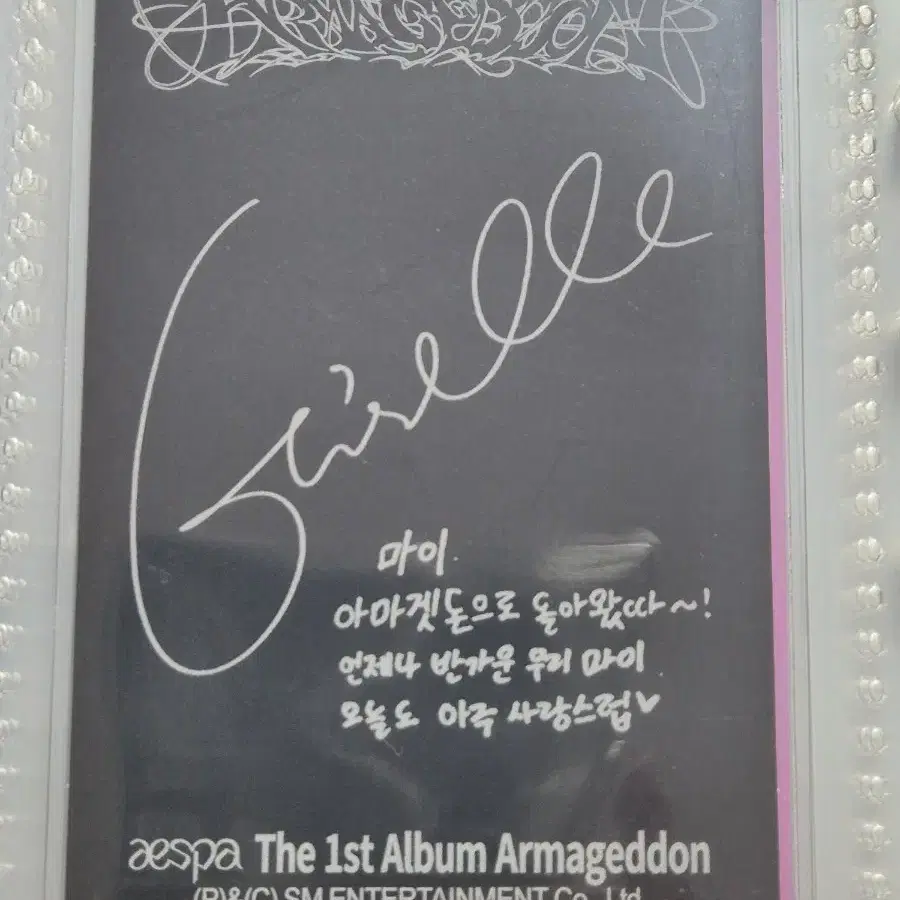 ARMAGEDDON
Giselle
마이.
아마겟돈으로 돌아왔따~!
언제나 반가운 우리 마이
오늘도 아주 사랑스럽♥
aespa The 1st Album Armageddon
(P)&(C) SM ENTERTAINMENT Co., Ltd.